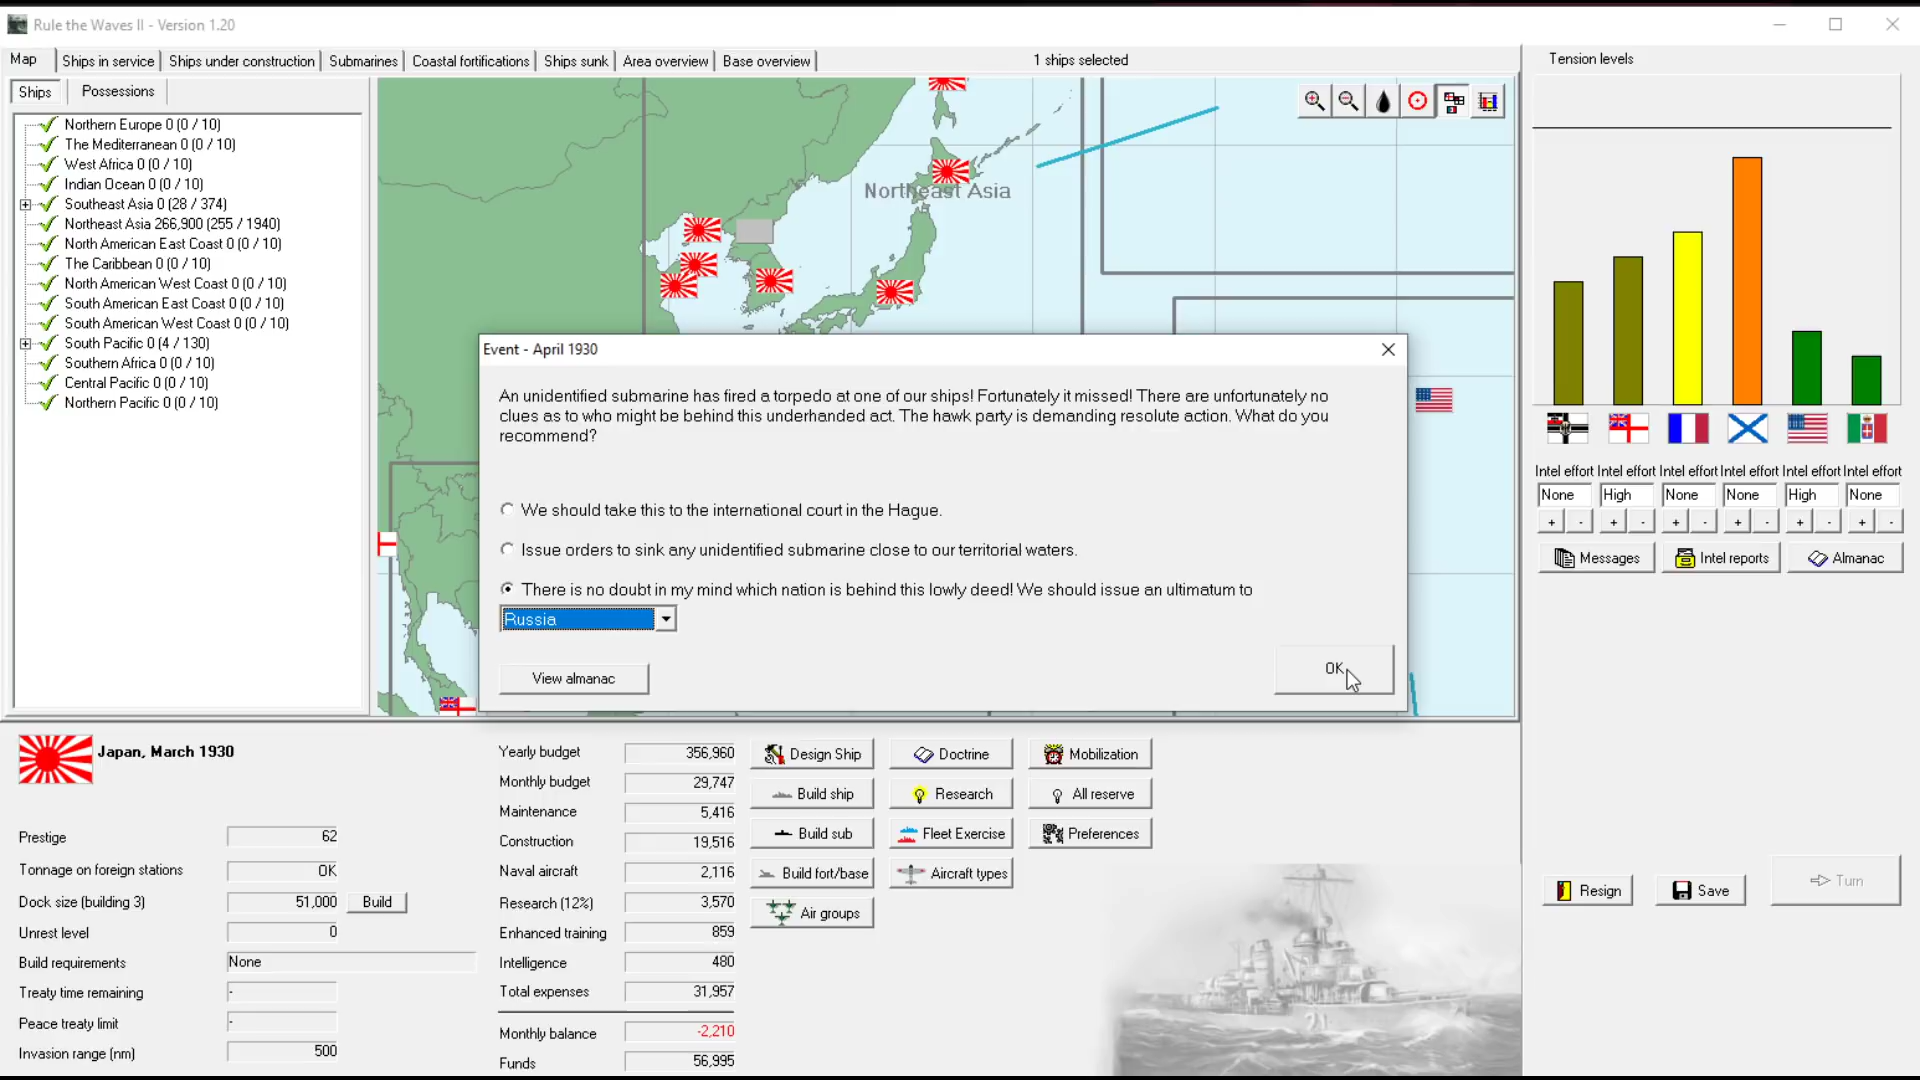 Rule the Waves II - Version 1.20
Map
Ships in service
Ships under construction
Submarines
Coastal fortifications
Ships sunk
Area overview
Base overview
1 ships selected
Tension levels
Ships
Possessions
Northern Europe 0 (0 / 10)
The Mediterranean 0 (0 / 10)
West Africa 0 (0 / 10)
Indian Ocean 0 (0 / 10)
Southeast Asia 0 (28 / 374)
Northeast Asia 266,900 (255 / 1940)
North American East Coast 0 (0 / 10)
The Caribbean 0 (0 / 10)
North American West Coast 0 (0 / 10)
South American East Coast 0 (0 / 10)
South American West Coast 0 (0 / 10)
South Pacific 0 (4 / 130)
Southern Africa 0 (0 / 10)
Central Pacific 0 (0 / 10)
Northern Pacific 0 (0 / 10)
Northeast Asia
Event - April 1930
An unidentified submarine has fired a torpedo at one of our ships! Fortunately it missed! There are unfortunately no
clues as to who might be behind this underhanded act. The hawk party is demanding resolute action. What do you
recommend?
We should take this to the international court in the Hague.
Issue orders to sink any unidentified submarine close to our territorial waters.
There is no doubt in my mind which nation is behind this lowly deed! We should issue an ultimatum to
Russia
View almanac
OK
Intel effort Intel effort Intel effort Intel effort Intel effort Intel effort
None High None None High None
+ - + - + - + - + - + -
Messages
Intel reports
Almanac
Japan, March 1930
Prestige 62
Tonnage on foreign stations OK
Dock size (building 3) 51,000 Build
Unrest level 0
Build requirements None
Treaty time remaining -
Peace treaty limit -
Invasion range (nm) 500
Yearly budget 356,960
Monthly budget 29,747
Maintenance 5,416
Construction 19,516
Naval aircraft 2,116
Research (12%) 3,570
Enhanced training 859
Intelligence 480
Total expenses 31,957
Monthly balance -2,210
Funds 56,995
Design Ship
Doctrine
Mobilization
Build ship
Research
All reserve
Build sub
Fleet Exercise
Preferences
Build fort/base
Aircraft types
Air groups
Resign
Save
Turn